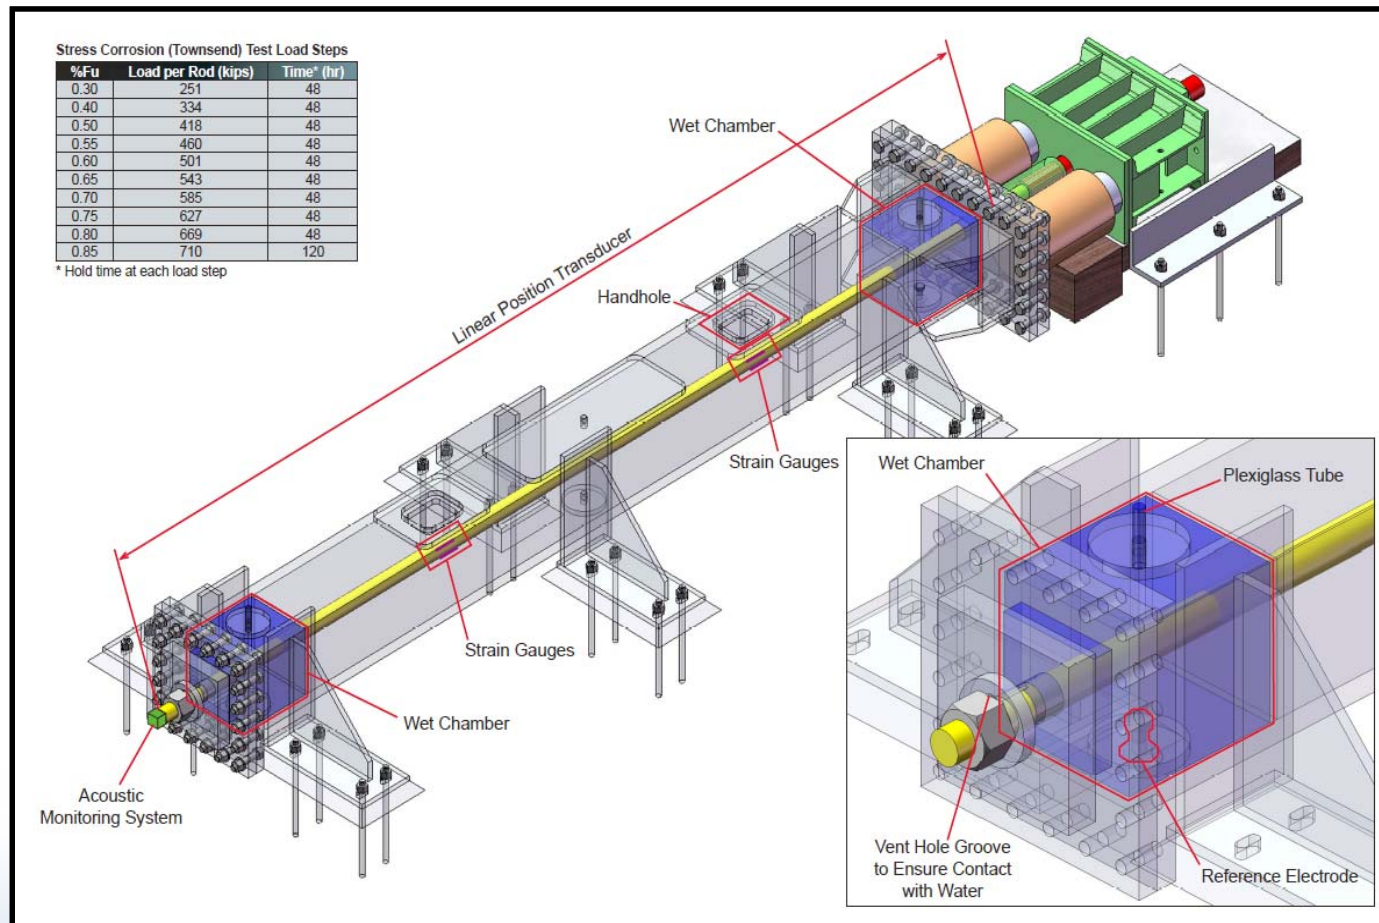 Stress Corrosion (Townsend) Test Load Steps
%Fu Load per Rod (kips) Time* (hr)
0.30 251 48
0.40 334 48
0.50 418 48
0.55 460 48
0.60 501 48
0.65 543 48
0.70 585 48
0.75 627 48
0.80 669 48
0.85 710 120
* Hold time at each load step
Wet Chamber
Linear Position Transducer
Handhole
Strain Gauges
Strain Gauges
Wet Chamber
Acoustic
Monitoring System
Wet Chamber
Plexiglass Tube
Vent Hole Groove
to Ensure Contact
with Water
Reference Electrode